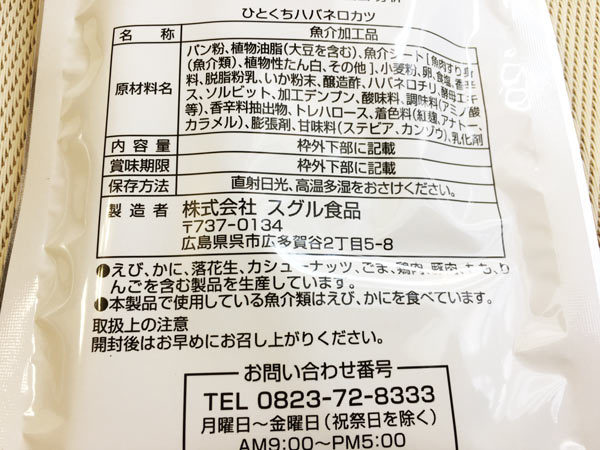 ひとくちハバネロカツ
名 称 魚介加工品
原材料名 パン粉、植物油脂(大豆を含む)、魚介シート[魚肉すり身
(魚介類)、植物性たん白、その他]、小麦粉、卵、食塩、香辛
料、脱脂粉乳、いか粉末、醸造酢、ハバネロチリ、酵母エキ
ス、ソルビット、加工デンプン、酸味料、調味料(アミノ酸
等)、香辛料抽出物、トレハロース、着色料(紅麹、アナトー、
カラメル)、膨張剤、甘味料(ステビア、カンゾウ)、乳化剤
内 容 量 枠外下部に記載
賞味期限 枠外下部に記載
保存方法 直射日光、高温多湿をおさけください。
製 造 者 株式会社 スグル食品
〒737-0134
広島県呉市広多賀谷2丁目5-8
●えび、かに、落花生、カシューナッツ、ごま、鶏肉、豚肉、もも、り
んごを含む製品を生産しています。
●本製品で使用している魚介類はえび、かにを食べています。
取扱上の注意
開封後はお早めにお召し上がりください。
お問い合わせ番号
TEL 0823-72-8333
月曜日〜金曜日(祝祭日を除く)
AM9:00〜PM5:00